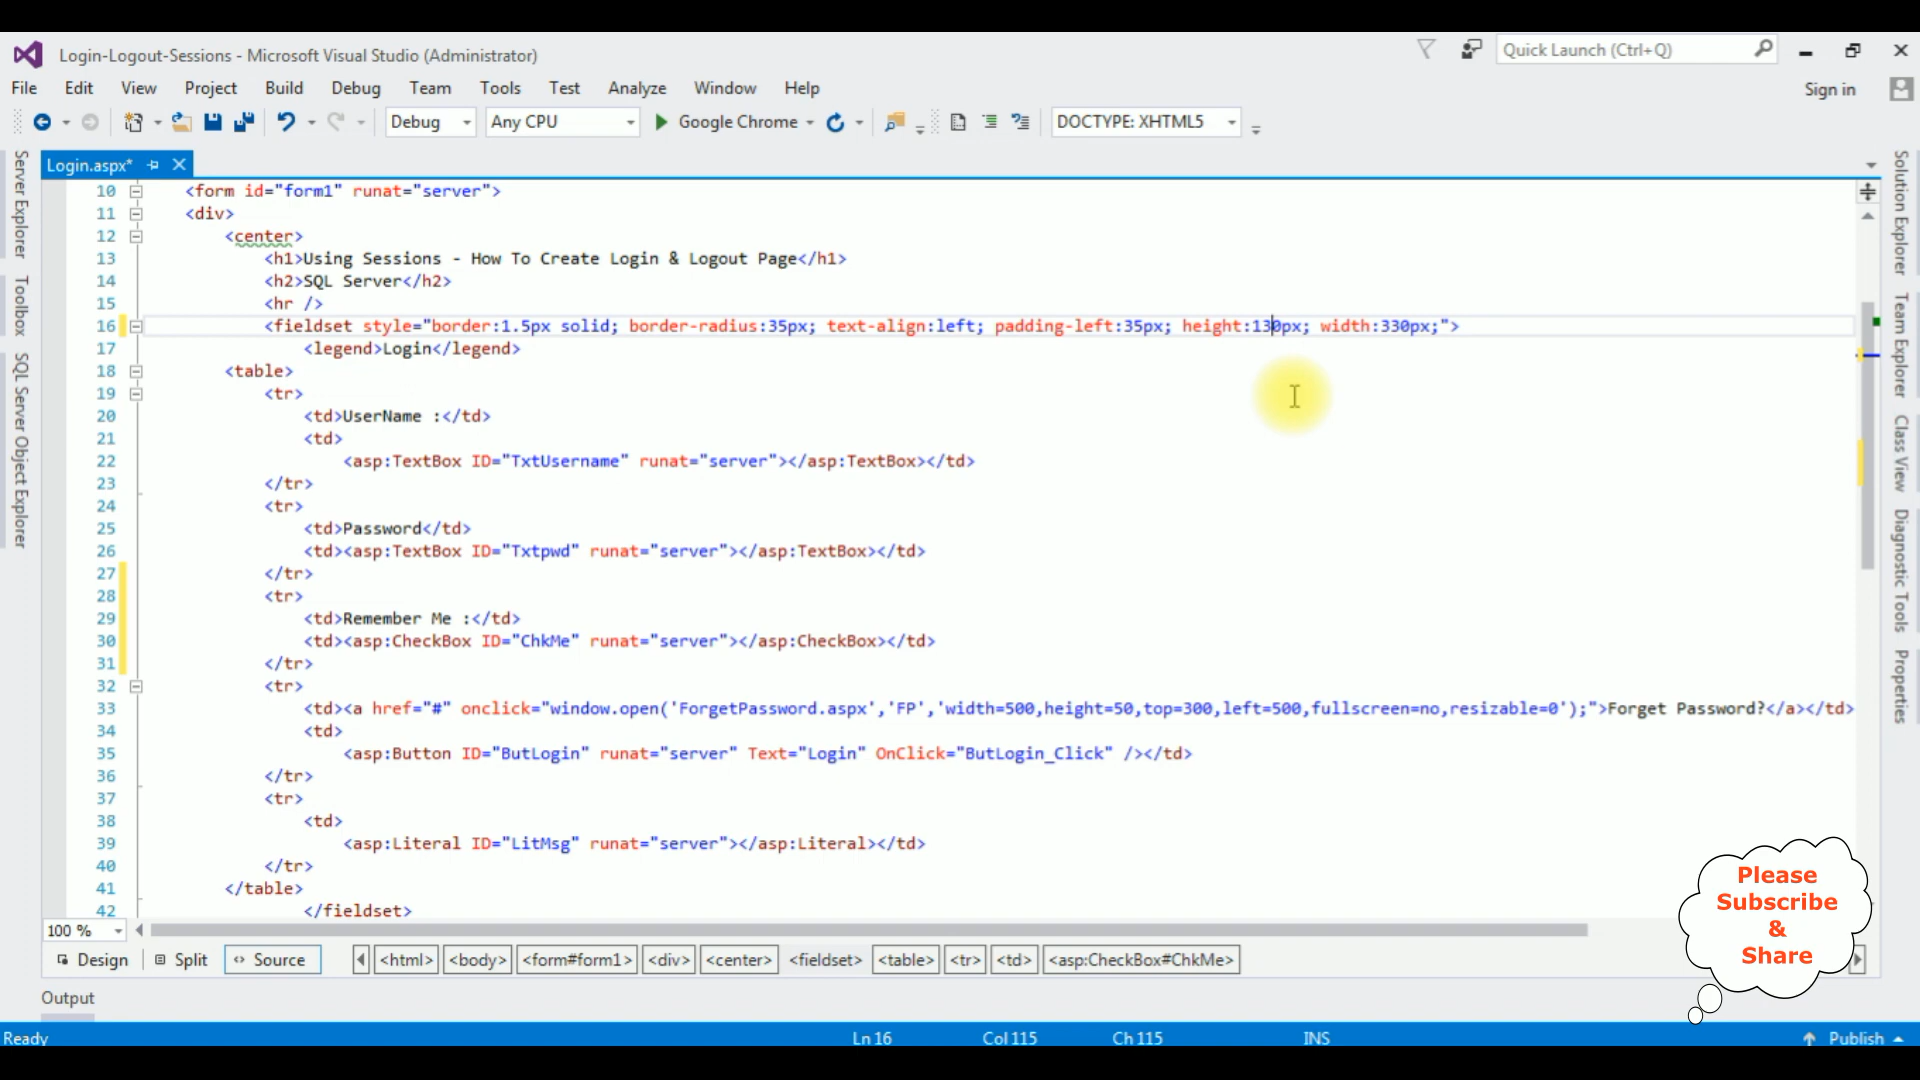 Login-Logout-Sessions - Microsoft Visual Studio (Administrator)
Quick Launch (Ctrl+Q)
File Edit View Project Build Debug Team Tools Test Analyze Window Help
Sign in
Debug Any CPU Google Chrome DOCTYPE: XHTML5
Login.aspx*
Server Explorer
Toolbox
SQL Server Object Explorer
10 <form id="form1" runat="server">
11 <div>
12 <center>
13 <h1>Using Sessions - How To Create Login & Logout Page</h1>
14 <h2>SQL Server</h2>
15 <hr />
16 <fieldset style="border:1.5px solid; border-radius:35px; text-align:left; padding-left:35px; height:130px; width:330px;">
17 <legend>Login</legend>
18 <table>
19 <tr>
20 <td>UserName :</td>
21 <td>
22 <asp:TextBox ID="TxtUsername" runat="server"></asp:TextBox></td>
23 </tr>
24 <tr>
25 <td>Password</td>
26 <td><asp:TextBox ID="Txtpwd" runat="server"></asp:TextBox></td>
27 </tr>
28 <tr>
29 <td>Remember Me :</td>
30 <td><asp:CheckBox ID="ChkMe" runat="server"></asp:CheckBox></td>
31 </tr>
32 <tr>
33 <td><a href="#" onclick="window.open('ForgetPassword.aspx','FP','width=500,height=50,top=300,left=500,fullscreen=no,resizable=0');">Forget Password?</a></td>
34 <td>
35 <asp:Button ID="ButLogin" runat="server" Text="Login" OnClick="ButLogin_Click" /></td>
36 </tr>
37 <tr>
38 <td>
39 <asp:Literal ID="LitMsg" runat="server"></asp:Literal></td>
40 </tr>
41 </table>
42 </fieldset>
Solution Explorer
Team Explorer
Class View
Diagnostic Tools
Properties
Please
Subscribe
&
Share
100 %
Design Split Source <html> <body> <form#form1> <div> <center> <fieldset> <table> <tr> <td> <asp:CheckBox#ChkMe>
Output
Ready Ln 16 Col 115 Ch 115 INS Publish